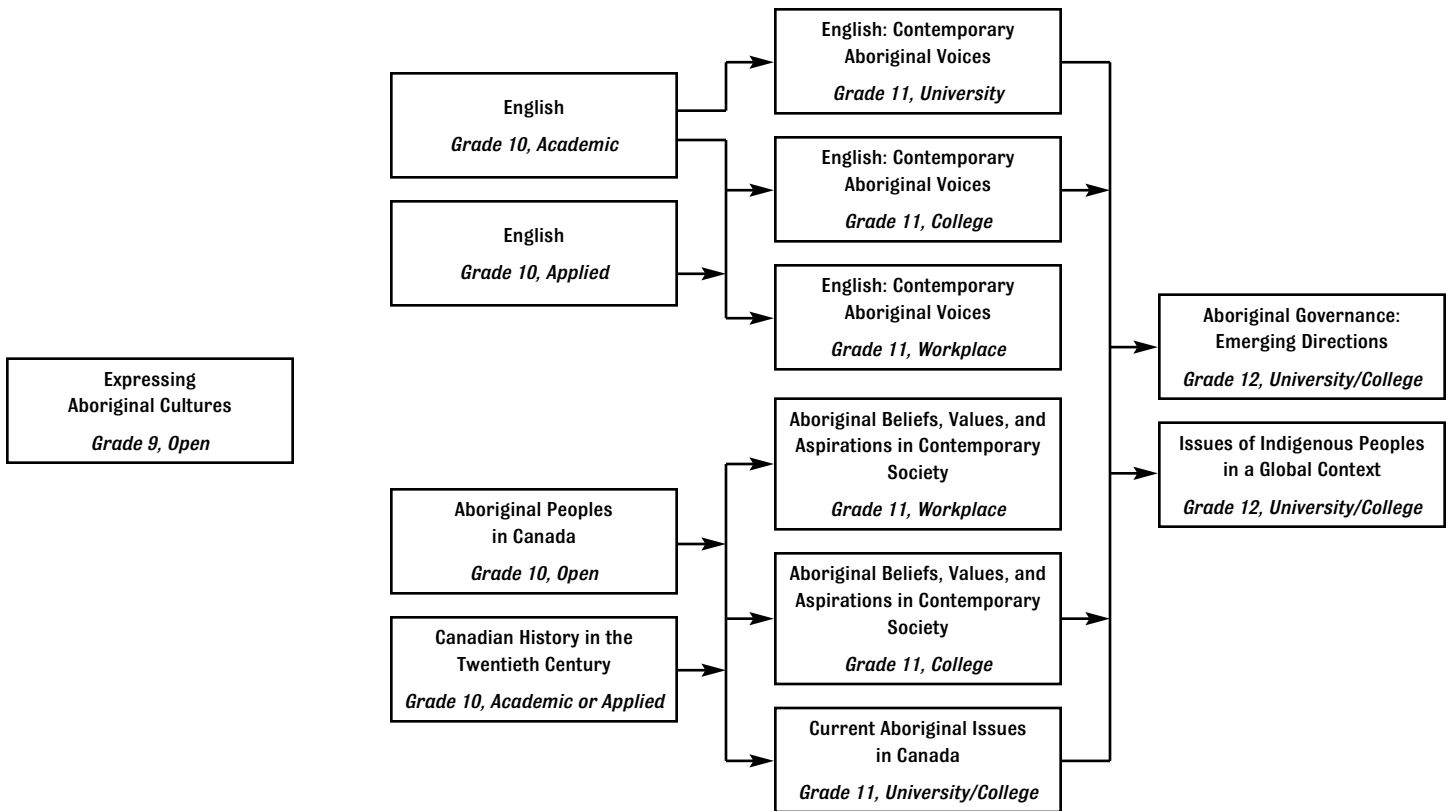 Expressing
Aboriginal Cultures
Grade 9, Open
English
Grade 10, Academic
English
Grade 10, Applied
Aboriginal Peoples
in Canada
Grade 10, Open
Canadian History in the
Twentieth Century
Grade 10, Academic or Applied
English: Contemporary
Aboriginal Voices
Grade 11, University
English: Contemporary
Aboriginal Voices
Grade 11, College
English: Contemporary
Aboriginal Voices
Grade 11, Workplace
Aboriginal Beliefs, Values, and
Aspirations in Contemporary
Society
Grade 11, Workplace
Aboriginal Beliefs, Values, and
Aspirations in Contemporary
Society
Grade 11, College
Current Aboriginal Issues
in Canada
Grade 11, University/College
Aboriginal Governance:
Emerging Directions
Grade 12, University/College
Issues of Indigenous Peoples
in a Global Context
Grade 12, University/College